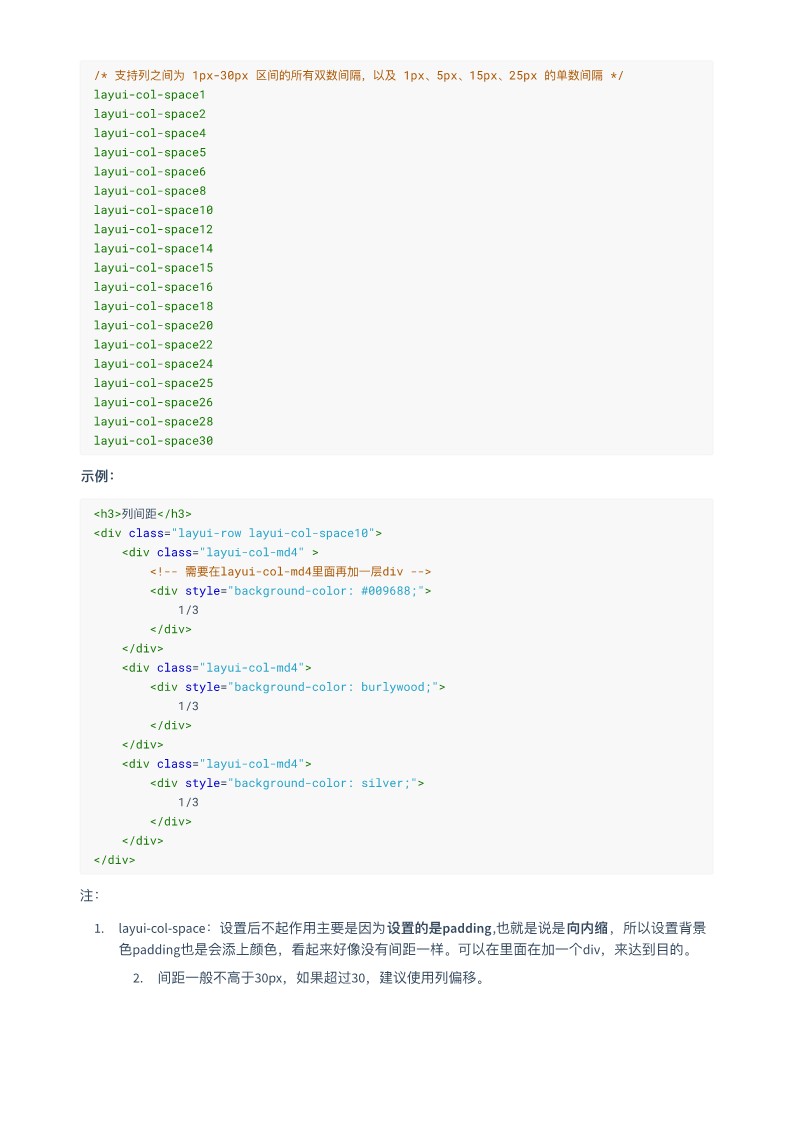 /* 支持列之间为 1px-30px 区间的所有双数间隔，以及 1px、5px、15px、25px 的单数间隔 */
layui-col-space1
layui-col-space2
layui-col-space4
layui-col-space5
layui-col-space6
layui-col-space8
layui-col-space10
layui-col-space12
layui-col-space14
layui-col-space15
layui-col-space16
layui-col-space18
layui-col-space20
layui-col-space22
layui-col-space24
layui-col-space25
layui-col-space26
layui-col-space28
layui-col-space30
示例：
<h3>列间距</h3>
<div class="layui-row layui-col-space10">
    <div class="layui-col-md4" >
        <!-- 需要在layui-col-md4里面再加一层div -->
        <div style="background-color: #009688;">
            1/3
        </div>
    </div>
    <div class="layui-col-md4">
        <div style="background-color: burlywood;">
            1/3
        </div>
    </div>
    <div class="layui-col-md4">
        <div style="background-color: silver;">
            1/3
        </div>
    </div>
</div>
注：
1. layui-col-space：设置后不起作用主要是因为设置的是padding,也就是说是向内缩，所以设置背景
色padding也是会添上颜色，看起来好像没有间距一样。可以在里面在加一个div，来达到目的。
2. 间距一般不高于30px，如果超过30，建议使用列偏移。